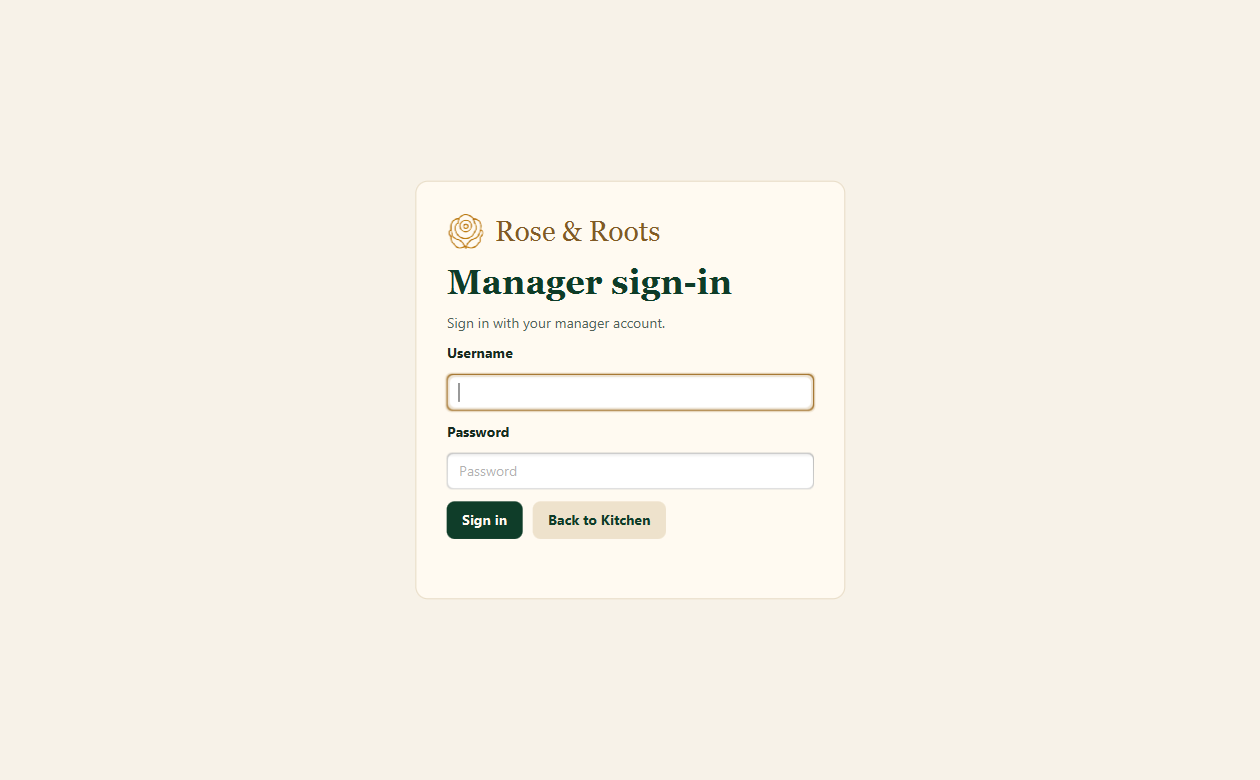 Rose & Roots
Manager sign-in
Sign in with your manager account.
Username
Password
Password
Sign in
Back to Kitchen